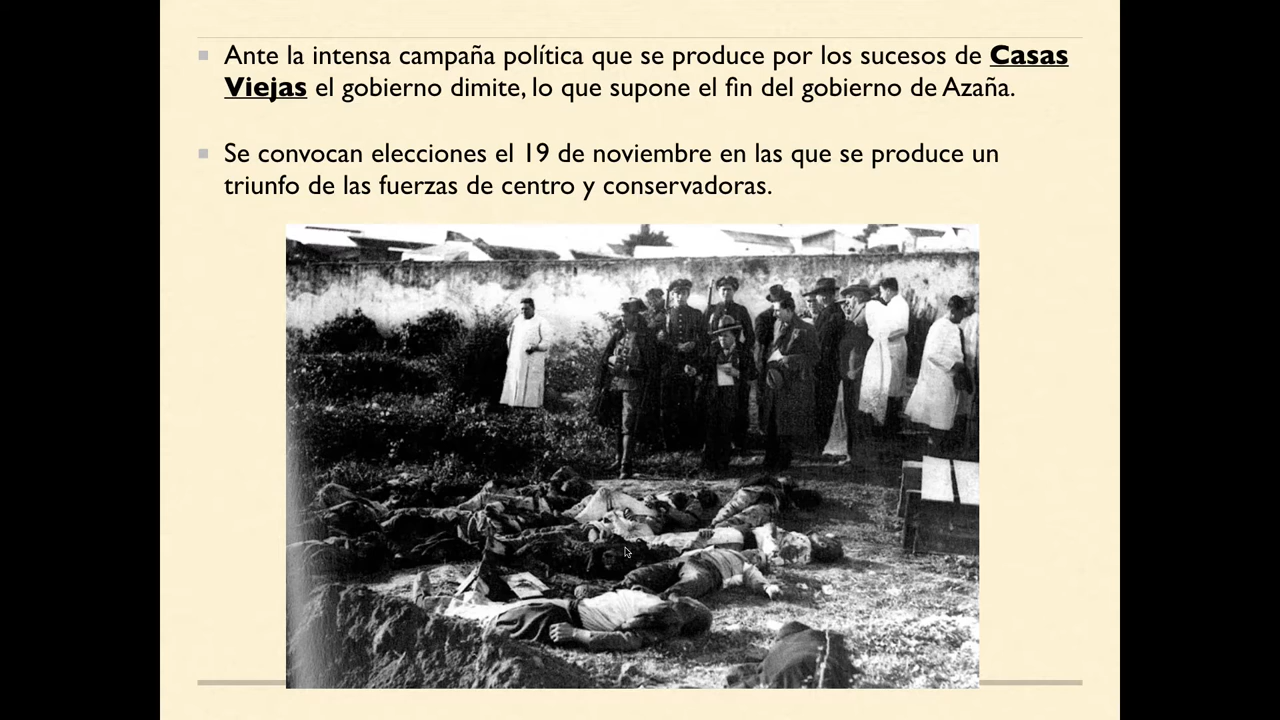 Ante la intensa campaña política que se produce por los sucesos de Casas
Viejas el gobierno dimite, lo que supone el fin del gobierno de Azaña.
Se convocan elecciones el 19 de noviembre en las que se produce un
triunfo de las fuerzas de centro y conservadoras.